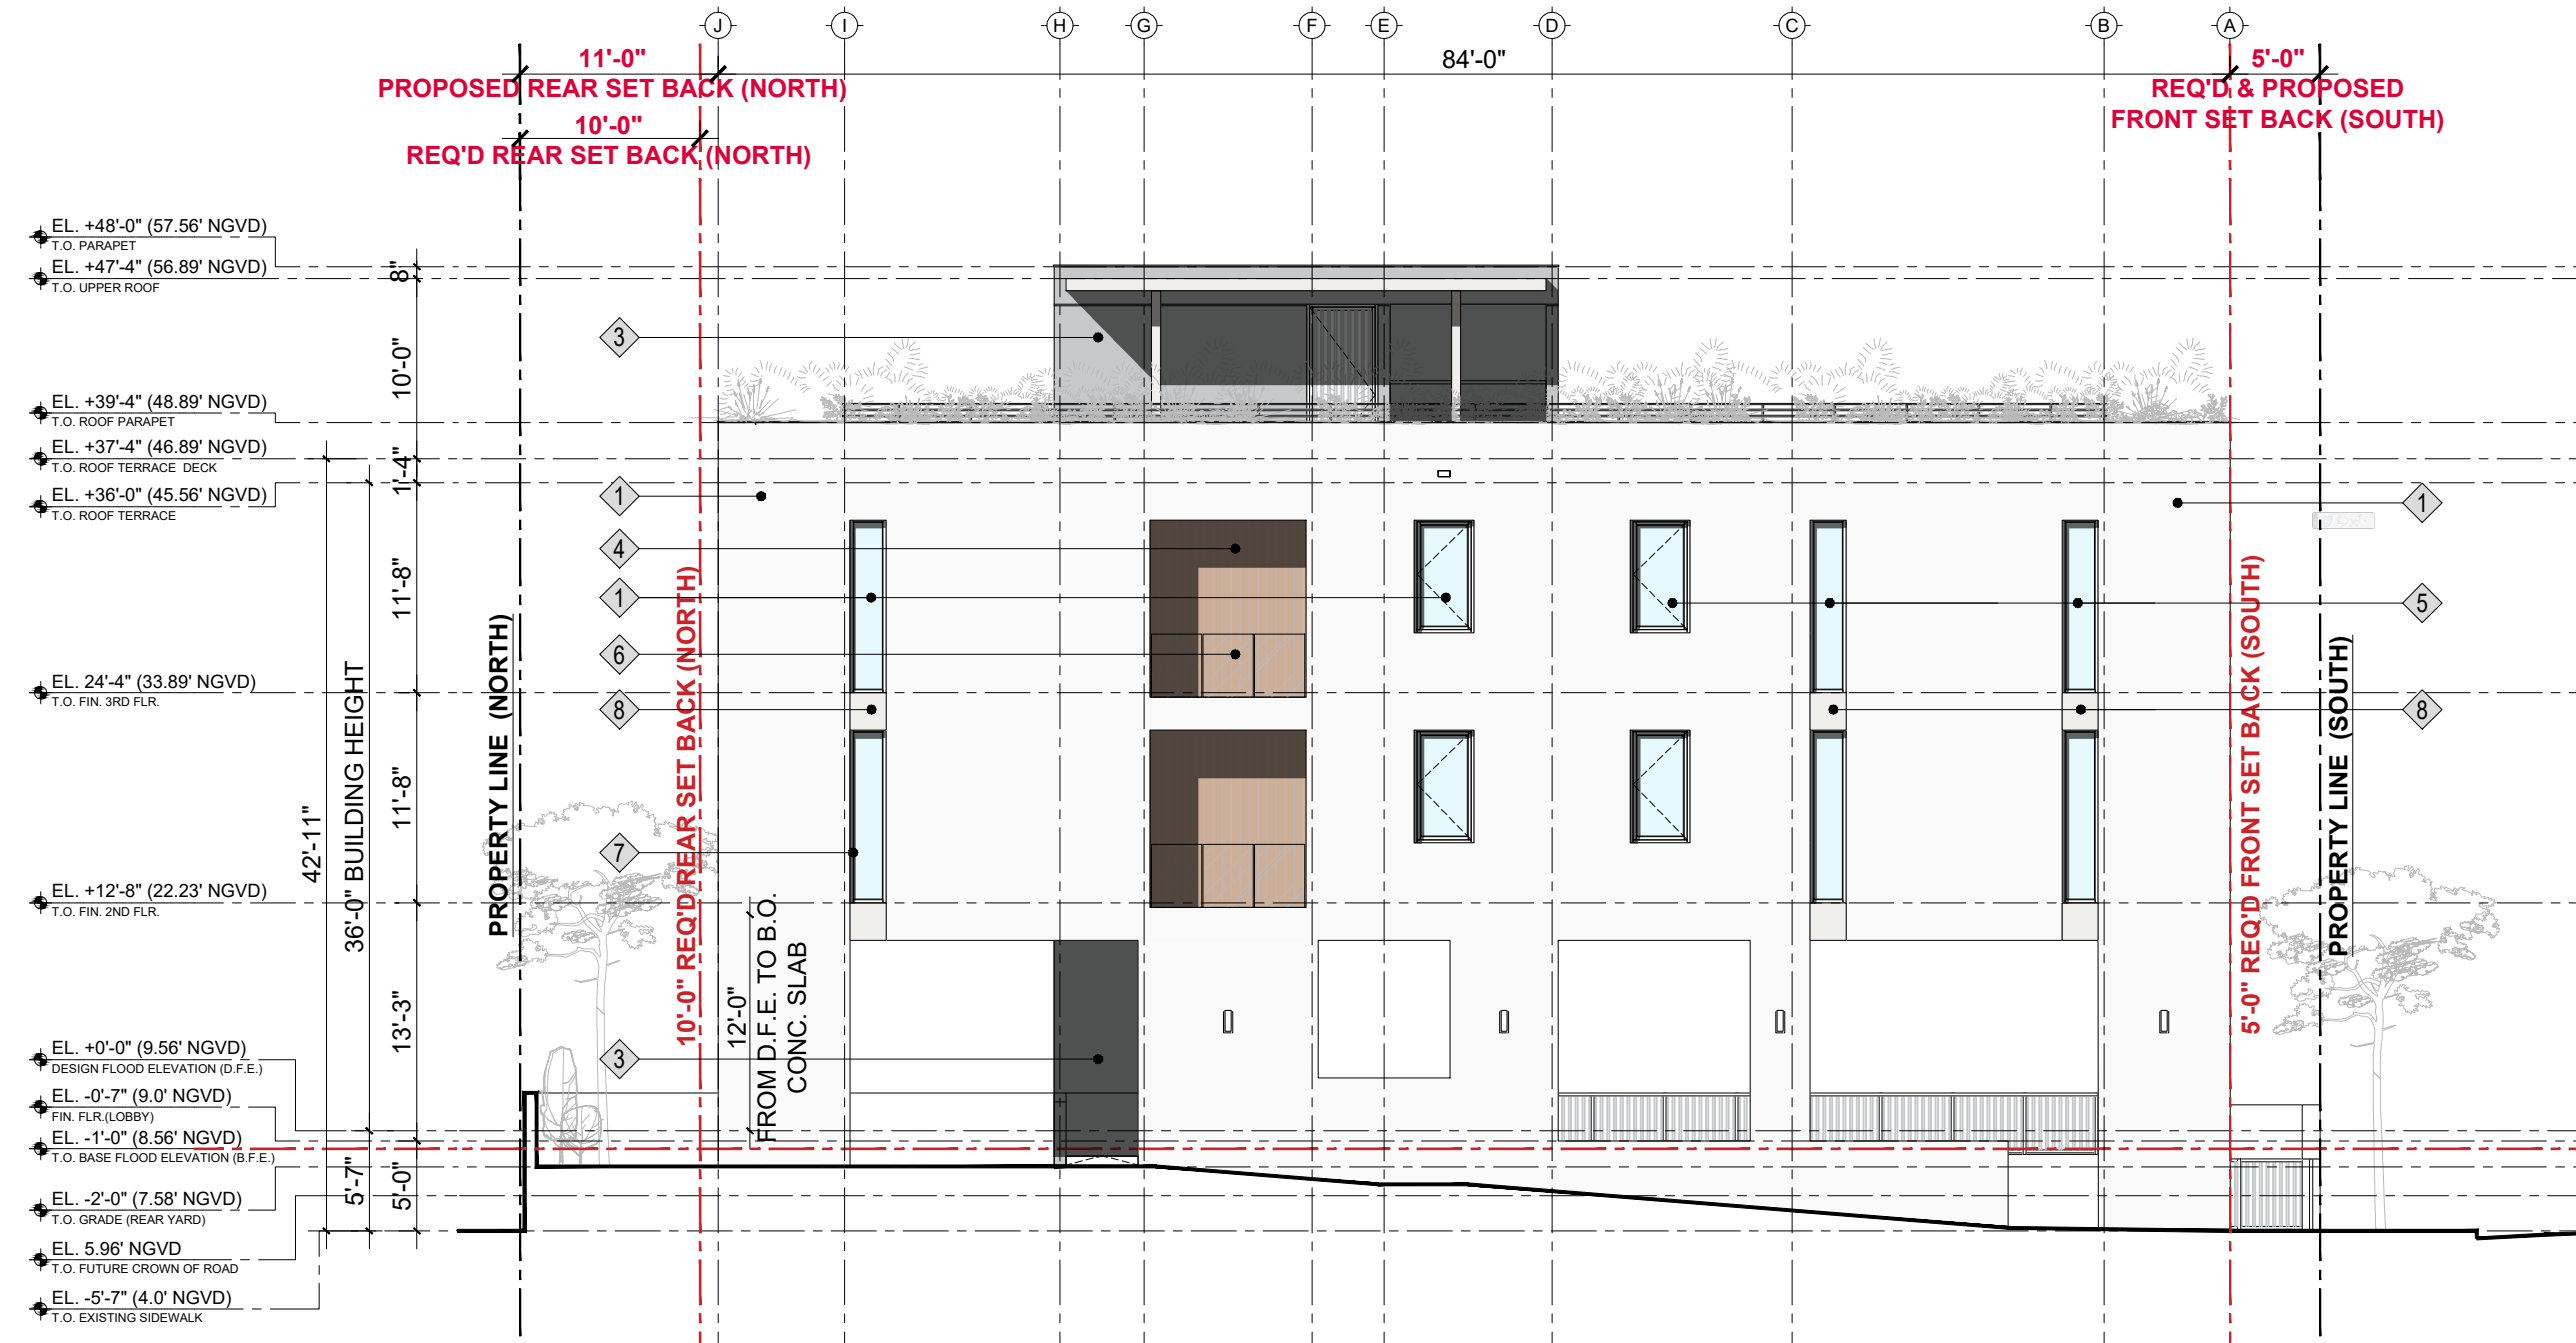 J
I
H
G
F
E
D
C
B
A
11'-0"
PROPOSED REAR SET BACK (NORTH)
10'-0"
REQ'D REAR SET BACK (NORTH)
84'-0"
5'-0"
REQ'D & PROPOSED
FRONT SET BACK (SOUTH)
EL. +48'-0" (57.56' NGVD)
T.O. PARAPET
EL. +47'-4" (56.89' NGVD)
T.O. UPPER ROOF
EL. +39'-4" (48.89' NGVD)
T.O. ROOF PARAPET
EL. +37'-4" (46.89' NGVD)
T.O. ROOF TERRACE DECK
EL. +36'-0" (45.56' NGVD)
T.O. ROOF TERRACE
EL. 24'-4" (33.89' NGVD)
T.O. FIN. 3RD FLR.
EL. +12'-8" (22.23' NGVD)
T.O. FIN. 2ND FLR.
EL. +0'-0" (9.56' NGVD)
DESIGN FLOOD ELEVATION (D.F.E.)
EL. -0'-7" (9.0' NGVD)
FIN. FLR.(LOBBY)
EL. -1'-0" (8.56' NGVD)
T.O. BASE FLOOD ELEVATION (B.F.E.)
EL. -2'-0" (7.58' NGVD)
T.O. GRADE (REAR YARD)
EL. 5.96' NGVD
T.O. FUTURE CROWN OF ROAD
EL. -5'-7" (4.0' NGVD)
T.O. EXISTING SIDEWALK
42'-11"
36'-0" BUILDING HEIGHT
5'-7"
8"
10'-0"
1'-4"
11'-8"
11'-8"
13'-3"
5'-0"
PROPERTY LINE (NORTH)
10'-0" REQ'D REAR SET BACK (NORTH)
12'-0"
FROM D.F.E. TO B.O.
CONC. SLAB
3
1
4
1
6
8
7
3
1
5
8
5'-0" REQ'D FRONT SET BACK (SOUTH)
PROPERTY LINE (SOUTH)